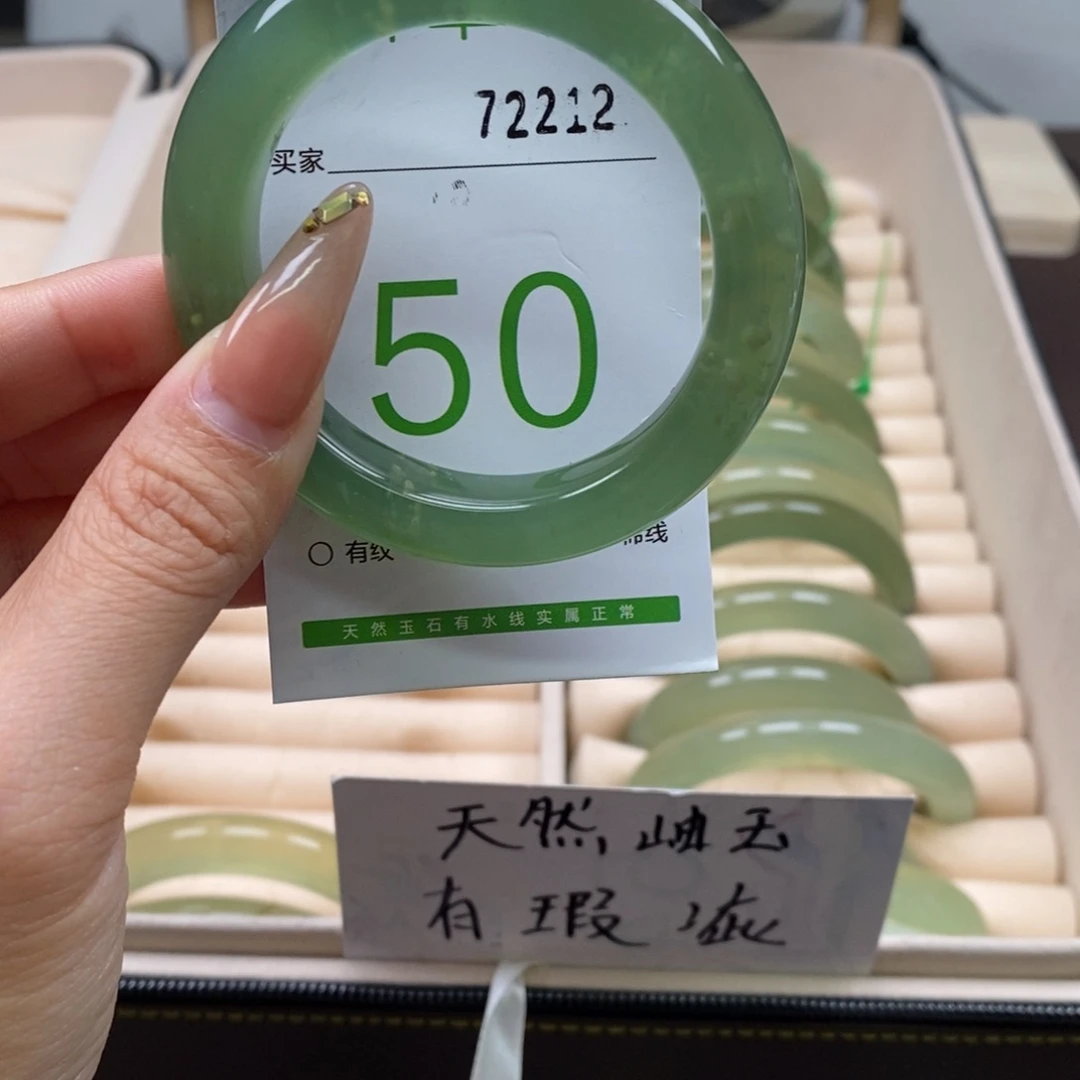 72212
买家
50
有纹
线
天然玉石有水线实属正常
天然岫玉
有瑕疵